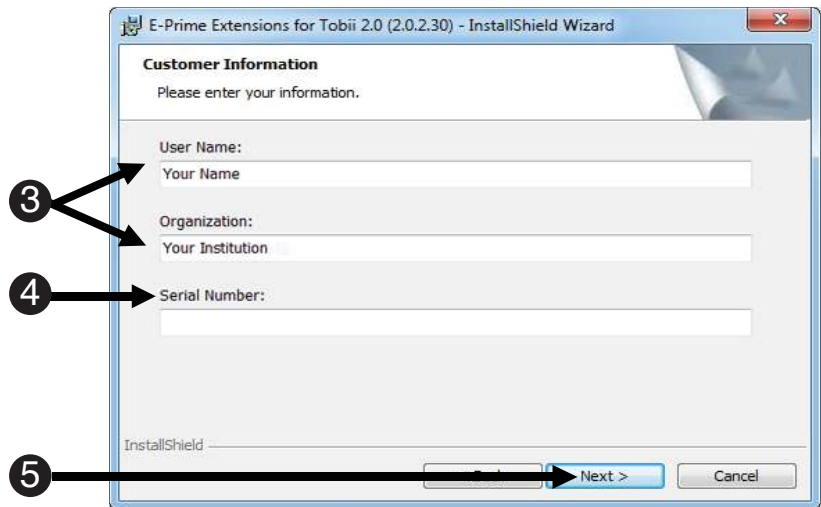 E-Prime Extensions for Tobii 2.0 (2.0.2.30) - InstallShield Wizard
Customer Information
Please enter your information.
User Name:
3
Your Name
Organization:
Your Institution
4
Serial Number:
InstallShield
5
Next >
Cancel